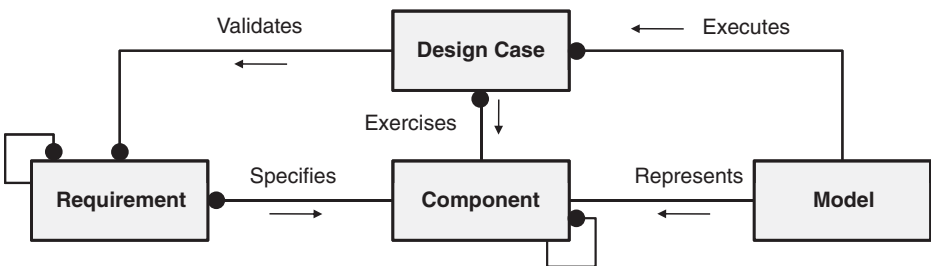 Validates
Design Case
Executes
Exercises
Requirement
Specifies
Component
Represents
Model